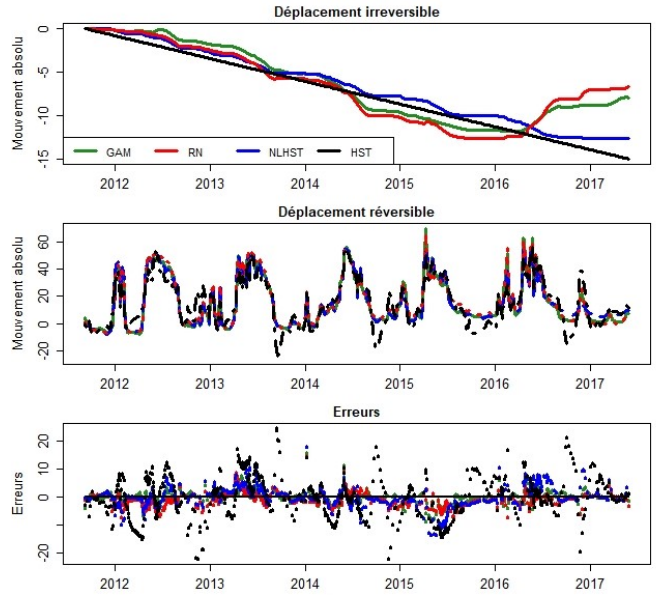 Déplacement irreversible
Mouvement absolu
0
-5
-10
-15
GAM RN NLHST HST
2012 2013 2014 2015 2016 2017
Déplacement réversible
Mouvement absolu
60
40
20
0
-20
2012 2013 2014 2015 2016 2017
Erreurs
Erreurs
20
10
0
-20
2012 2013 2014 2015 2016 2017